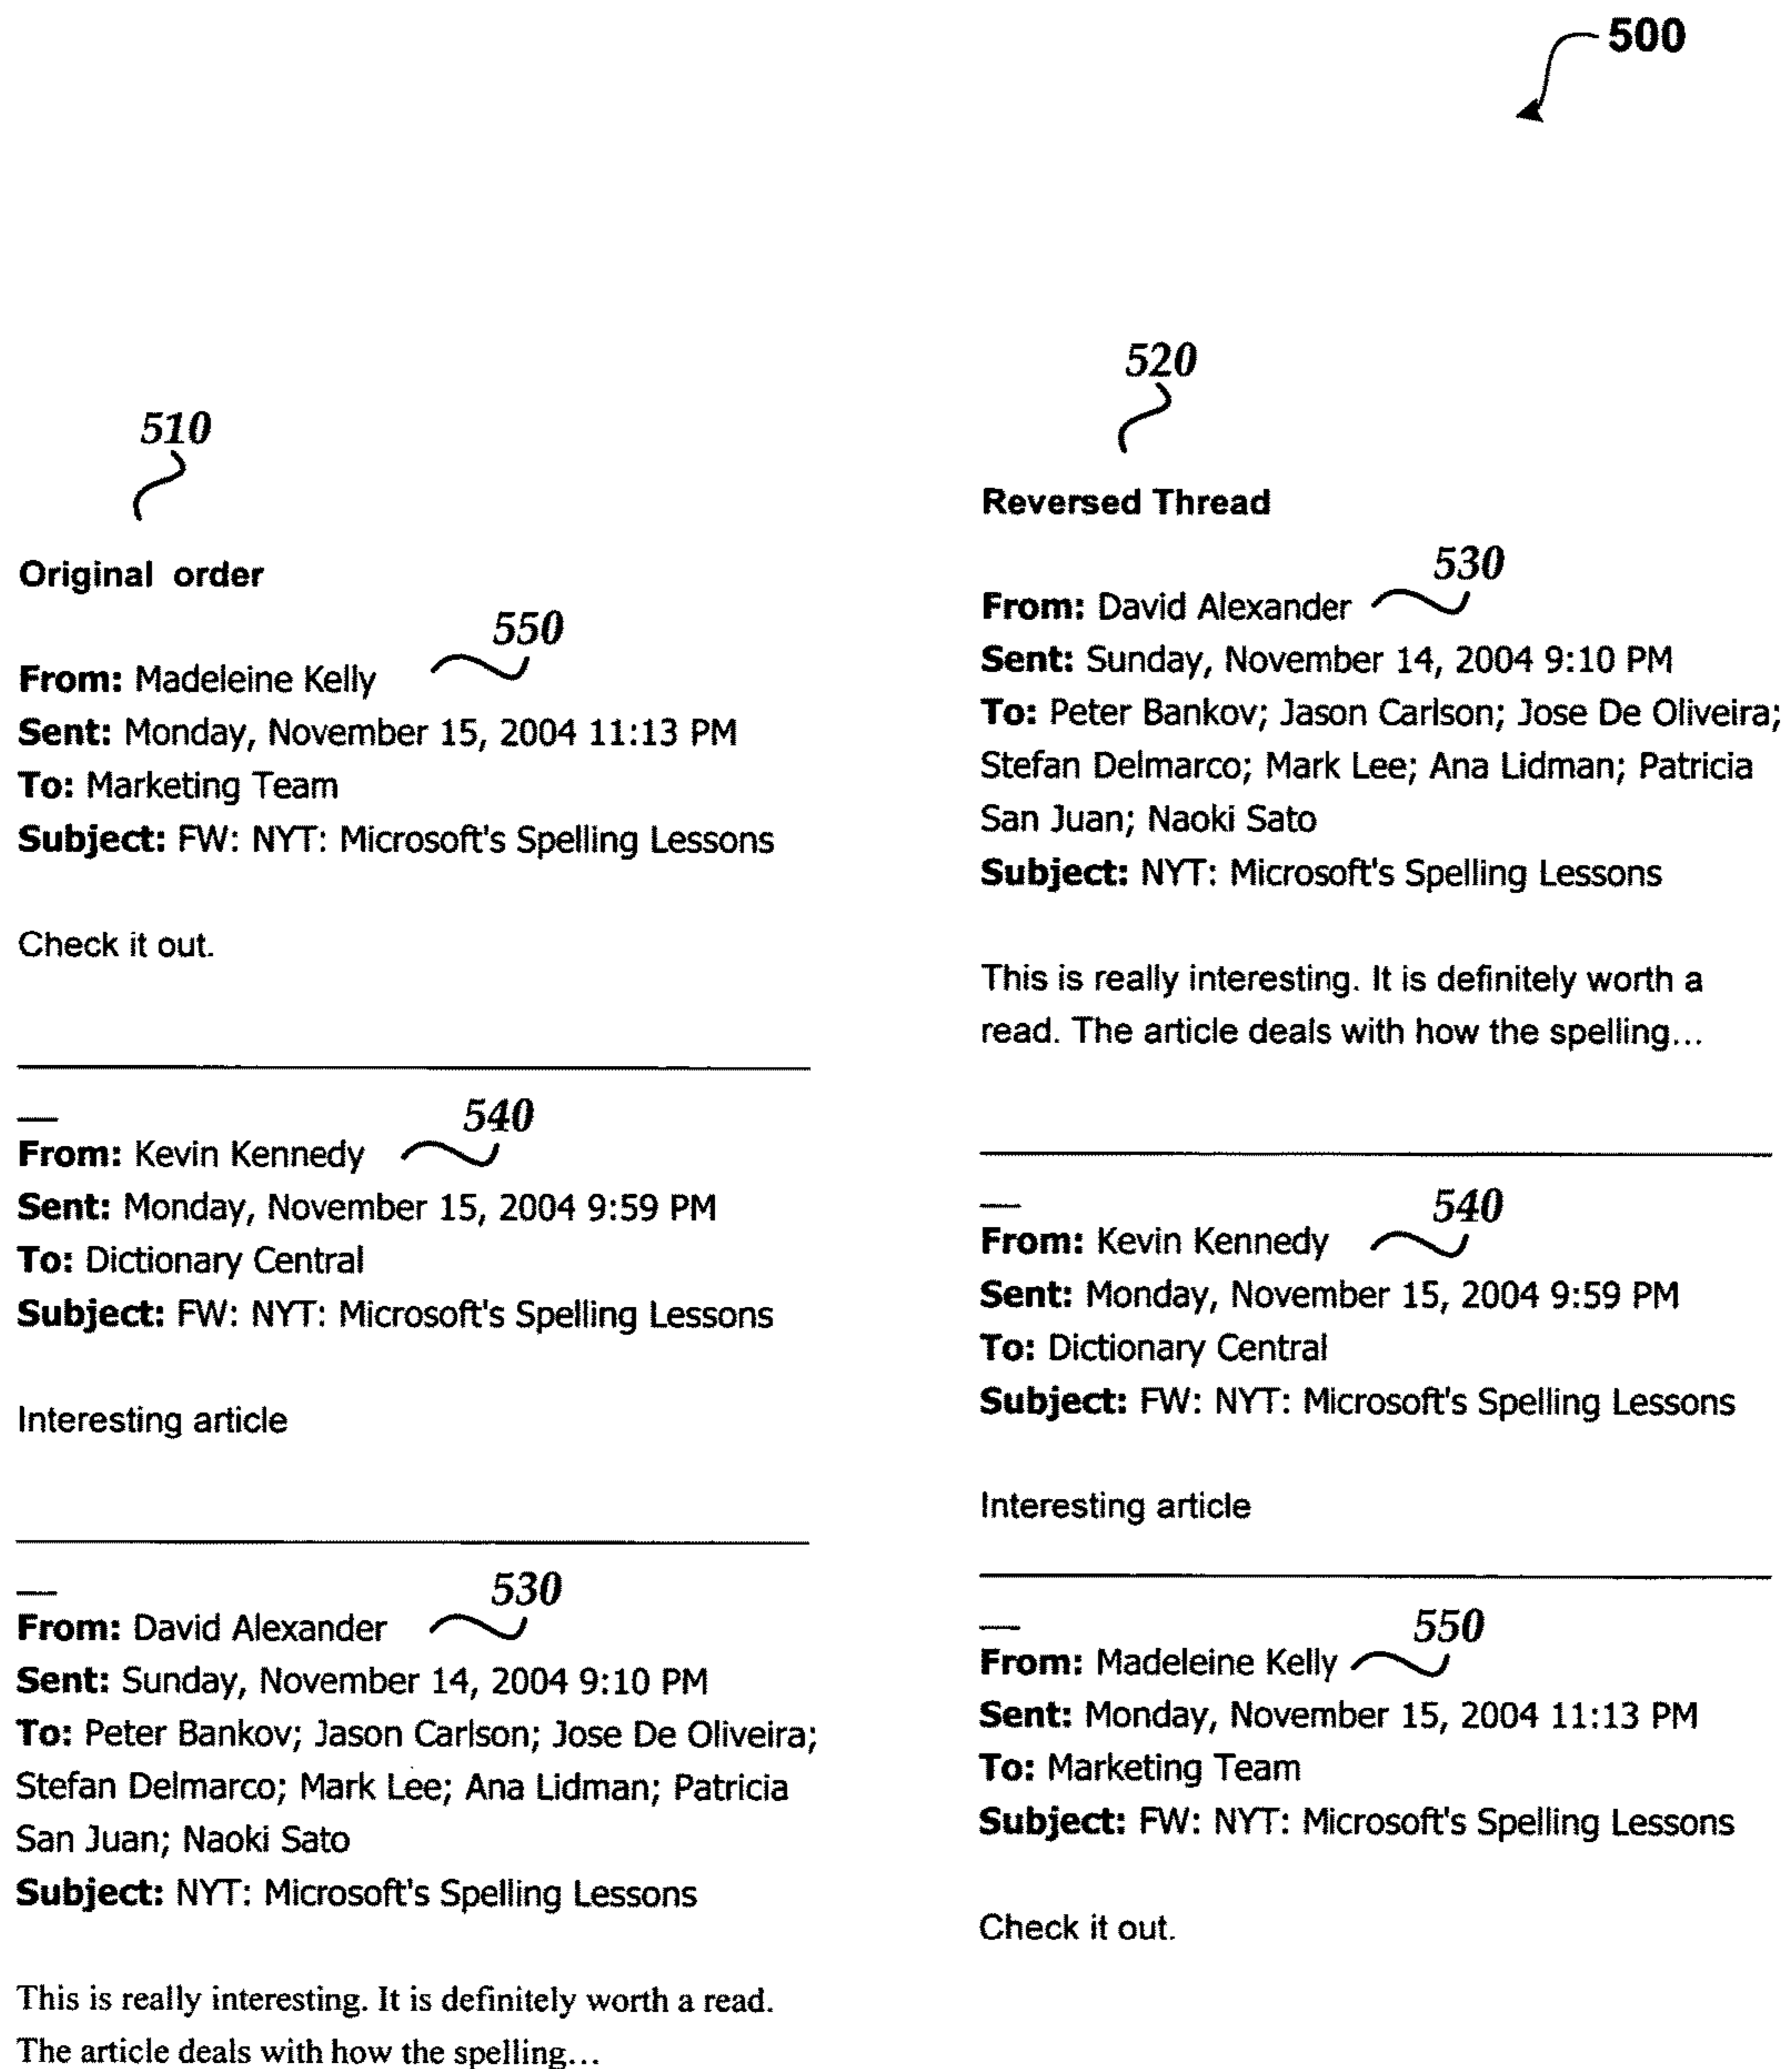 500
510
Original order
550
From: Madeleine Kelly
Sent: Monday, November 15, 2004 11:13 PM
To: Marketing Team
Subject: FW: NYT: Microsoft's Spelling Lessons
Check it out.
540
From: Kevin Kennedy
Sent: Monday, November 15, 2004 9:59 PM
To: Dictionary Central
Subject: FW: NYT: Microsoft's Spelling Lessons
Interesting article
530
From: David Alexander
Sent: Sunday, November 14, 2004 9:10 PM
To: Peter Bankov; Jason Carlson; Jose De Oliveira;
Stefan Delmarco; Mark Lee; Ana Lidman; Patricia
San Juan; Naoki Sato
Subject: NYT: Microsoft's Spelling Lessons
This is really interesting. It is definitely worth a read.
The article deals with how the spelling...
520
Reversed Thread
530
From: David Alexander
Sent: Sunday, November 14, 2004 9:10 PM
To: Peter Bankov; Jason Carlson; Jose De Oliveira;
Stefan Delmarco; Mark Lee; Ana Lidman; Patricia
San Juan; Naoki Sato
Subject: NYT: Microsoft's Spelling Lessons
This is really interesting. It is definitely worth a
read. The article deals with how the spelling...
540
From: Kevin Kennedy
Sent: Monday, November 15, 2004 9:59 PM
To: Dictionary Central
Subject: FW: NYT: Microsoft's Spelling Lessons
Interesting article
550
From: Madeleine Kelly
Sent: Monday, November 15, 2004 11:13 PM
To: Marketing Team
Subject: FW: NYT: Microsoft's Spelling Lessons
Check it out.